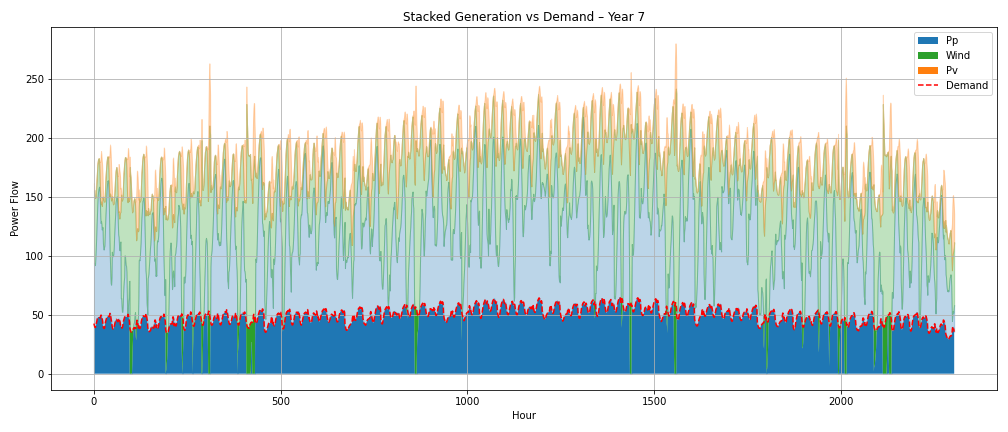 Stacked Generation vs Demand – Year 7
Pp
Wind
Pv
Demand
250
200
150
100
50
0
Power Flow
0
500
1000
1500
2000
Hour